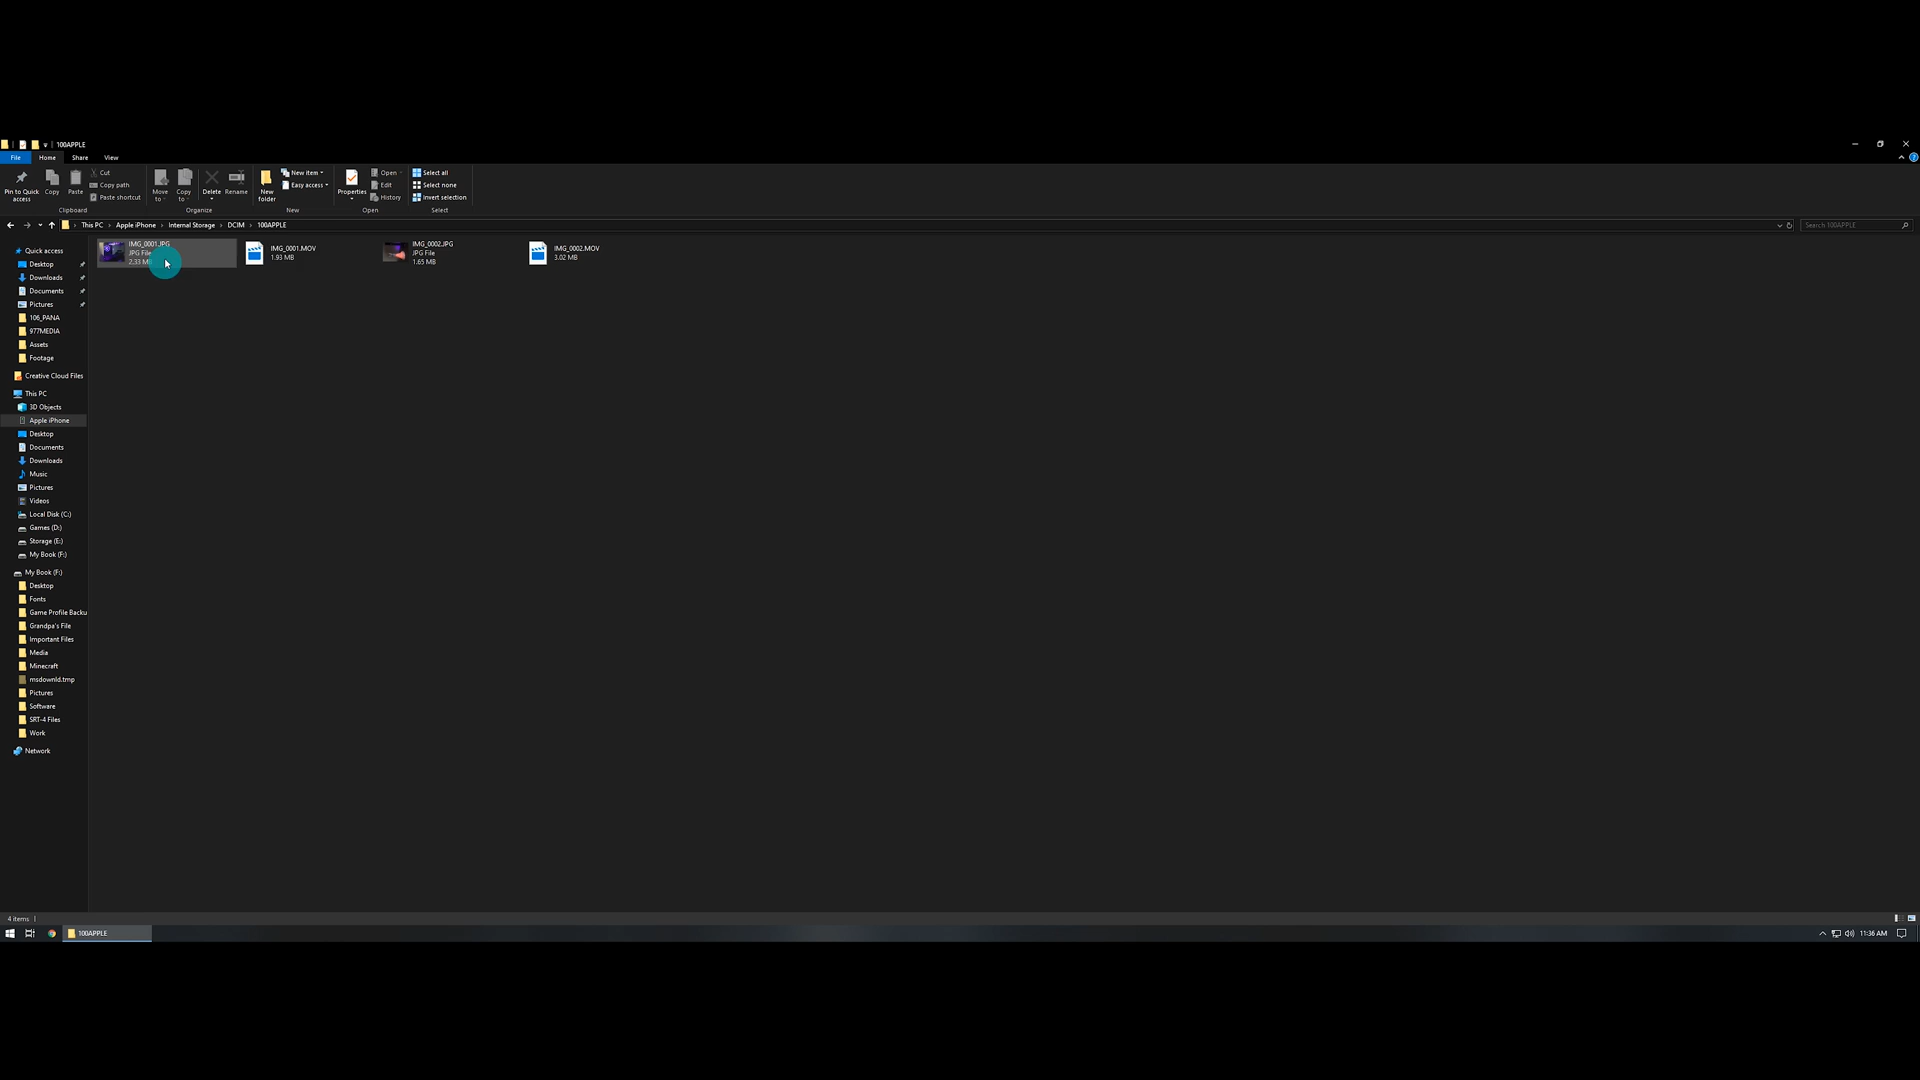 100APPLE
File Home Share View
Pin to Quick access
Copy
Paste
Cut
Copy path
Paste shortcut
Move to
Copy to
Delete
Rename
New folder
New item
Easy access
Properties
Open
Edit
History
Select all
Select none
Invert selection
Clipboard Organize New Open Select
This PC > Apple iPhone > Internal Storage > DCIM > 100APPLE
Search 100APPLE
IMG_0001.JPG
JPG File
2.33 M
IMG_0001.MOV
1.93 MB
IMG_0002.JPG
JPG File
1.65 MB
IMG_0002.MOV
3.02 MB
Quick access
Desktop
Downloads
Documents
Pictures
106_PANA
977MEDIA
Assets
Footage
Creative Cloud Files
This PC
3D Objects
Apple iPhone
Desktop
Documents
Downloads
Music
Pictures
Videos
Local Disk (C:)
Games (D:)
Storage (E:)
My Book (F:)
My Book (F:)
Desktop
Fonts
Game Profile Backu
Grandpa's File
Important Files
Media
Minecraft
msdownld.tmp
Pictures
Software
SRT-4 Files
Work
Network
4 items
100APPLE
11:36 AM